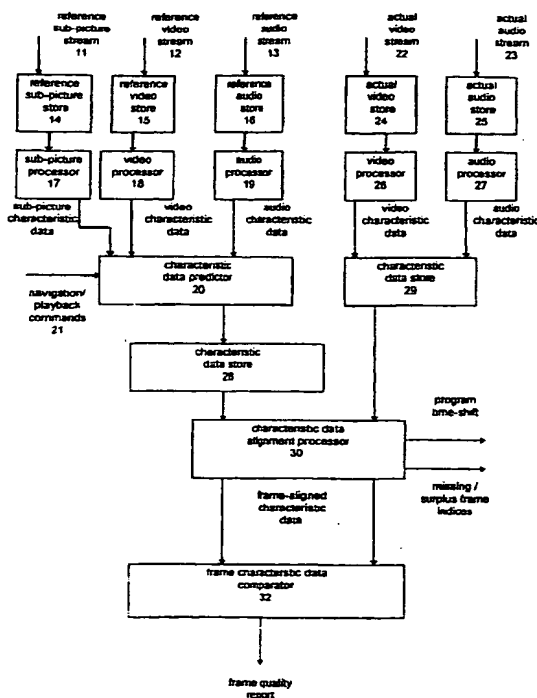 reference
sub-picture
stream
11
reference
video
stream
12
reference
audio
stream
13
actual
video
stream
22
actual
audio
stream
23
reference
sub-picture
store
14
reference
video store
15
reference
audio
store
16
actual
video
store
24
actual
audio
store
25
sub-picture
processor
17
video
processor
18
audio
processor
19
video
processor
26
audio
processor
27
sub-picture
characteristic
data
video
characteristic
data
audio
characteristic
data
video
characteristic
data
audio
characteristic
data
characteristic
data predictor
20
characteristic
data store
29
navigation/
playback
commands
21
characteristic
data store
28
characteristic data
alignment processor
30
program
time-shift
missing /
surplus frame
indices
frame-aligned
characteristic
data
frame characteristic data
comparator
32
frame quality
report